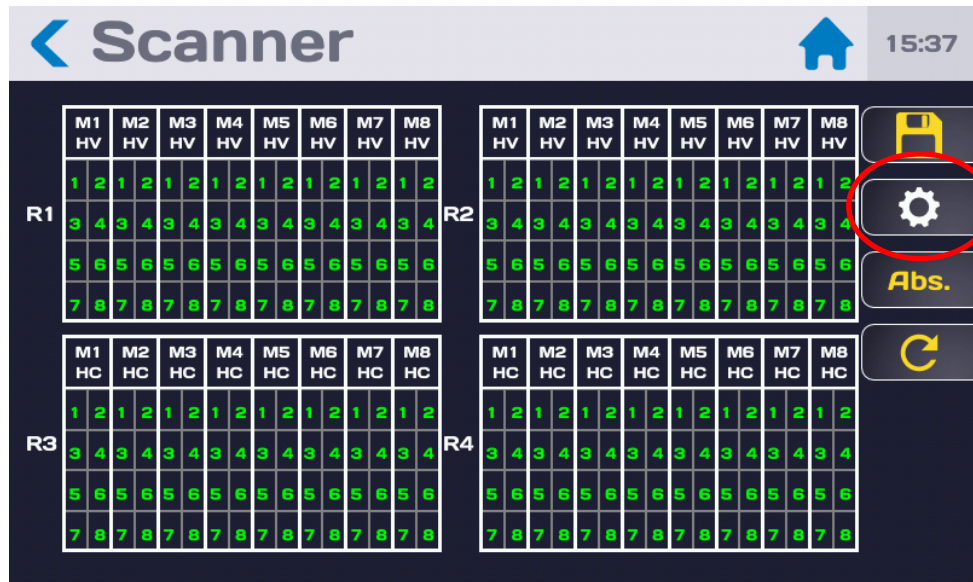 Scanner 15:37
M1 M2 M3 M4 M5 M6 M7 M8 M1 M2 M3 M4 M5 M6 M7 M8
HV HV HV HV HV HV HV HV HV HV HV HV HV HV HV HV
1 2 1 2 1 2 1 2 1 2 1 2 1 2 1 2 1 2 1 2 1 2 1 2 1 2 1 2 1 2 1 2
R1 3 4 3 4 3 4 3 4 3 4 3 4 3 4 3 4 R2 3 4 3 4 3 4 3 4 3 4 3 4 3 4 3 4
5 6 5 6 5 6 5 6 5 6 5 6 5 6 5 6 5 6 5 6 5 6 5 6 5 6 5 6 5 6 5 6
Abs.
7 8 7 8 7 8 7 8 7 8 7 8 7 8 7 8 7 8 7 8 7 8 7 8 7 8 7 8 7 8 7 8
M1 M2 M3 M4 M5 M6 M7 M8 M1 M2 M3 M4 M5 M6 M7 M8
HC HC HC HC HC HC HC HC HC HC HC HC HC HC HC HC
1 2 1 2 1 2 1 2 1 2 1 2 1 2 1 2 1 2 1 2 1 2 1 2 1 2 1 2 1 2 1 2
R3 3 4 3 4 3 4 3 4 3 4 3 4 3 4 3 4 R4 3 4 3 4 3 4 3 4 3 4 3 4 3 4 3 4
5 6 5 6 5 6 5 6 5 6 5 6 5 6 5 6 5 6 5 6 5 6 5 6 5 6 5 6 5 6 5 6
7 8 7 8 7 8 7 8 7 8 7 8 7 8 7 8 7 8 7 8 7 8 7 8 7 8 7 8 7 8 7 8